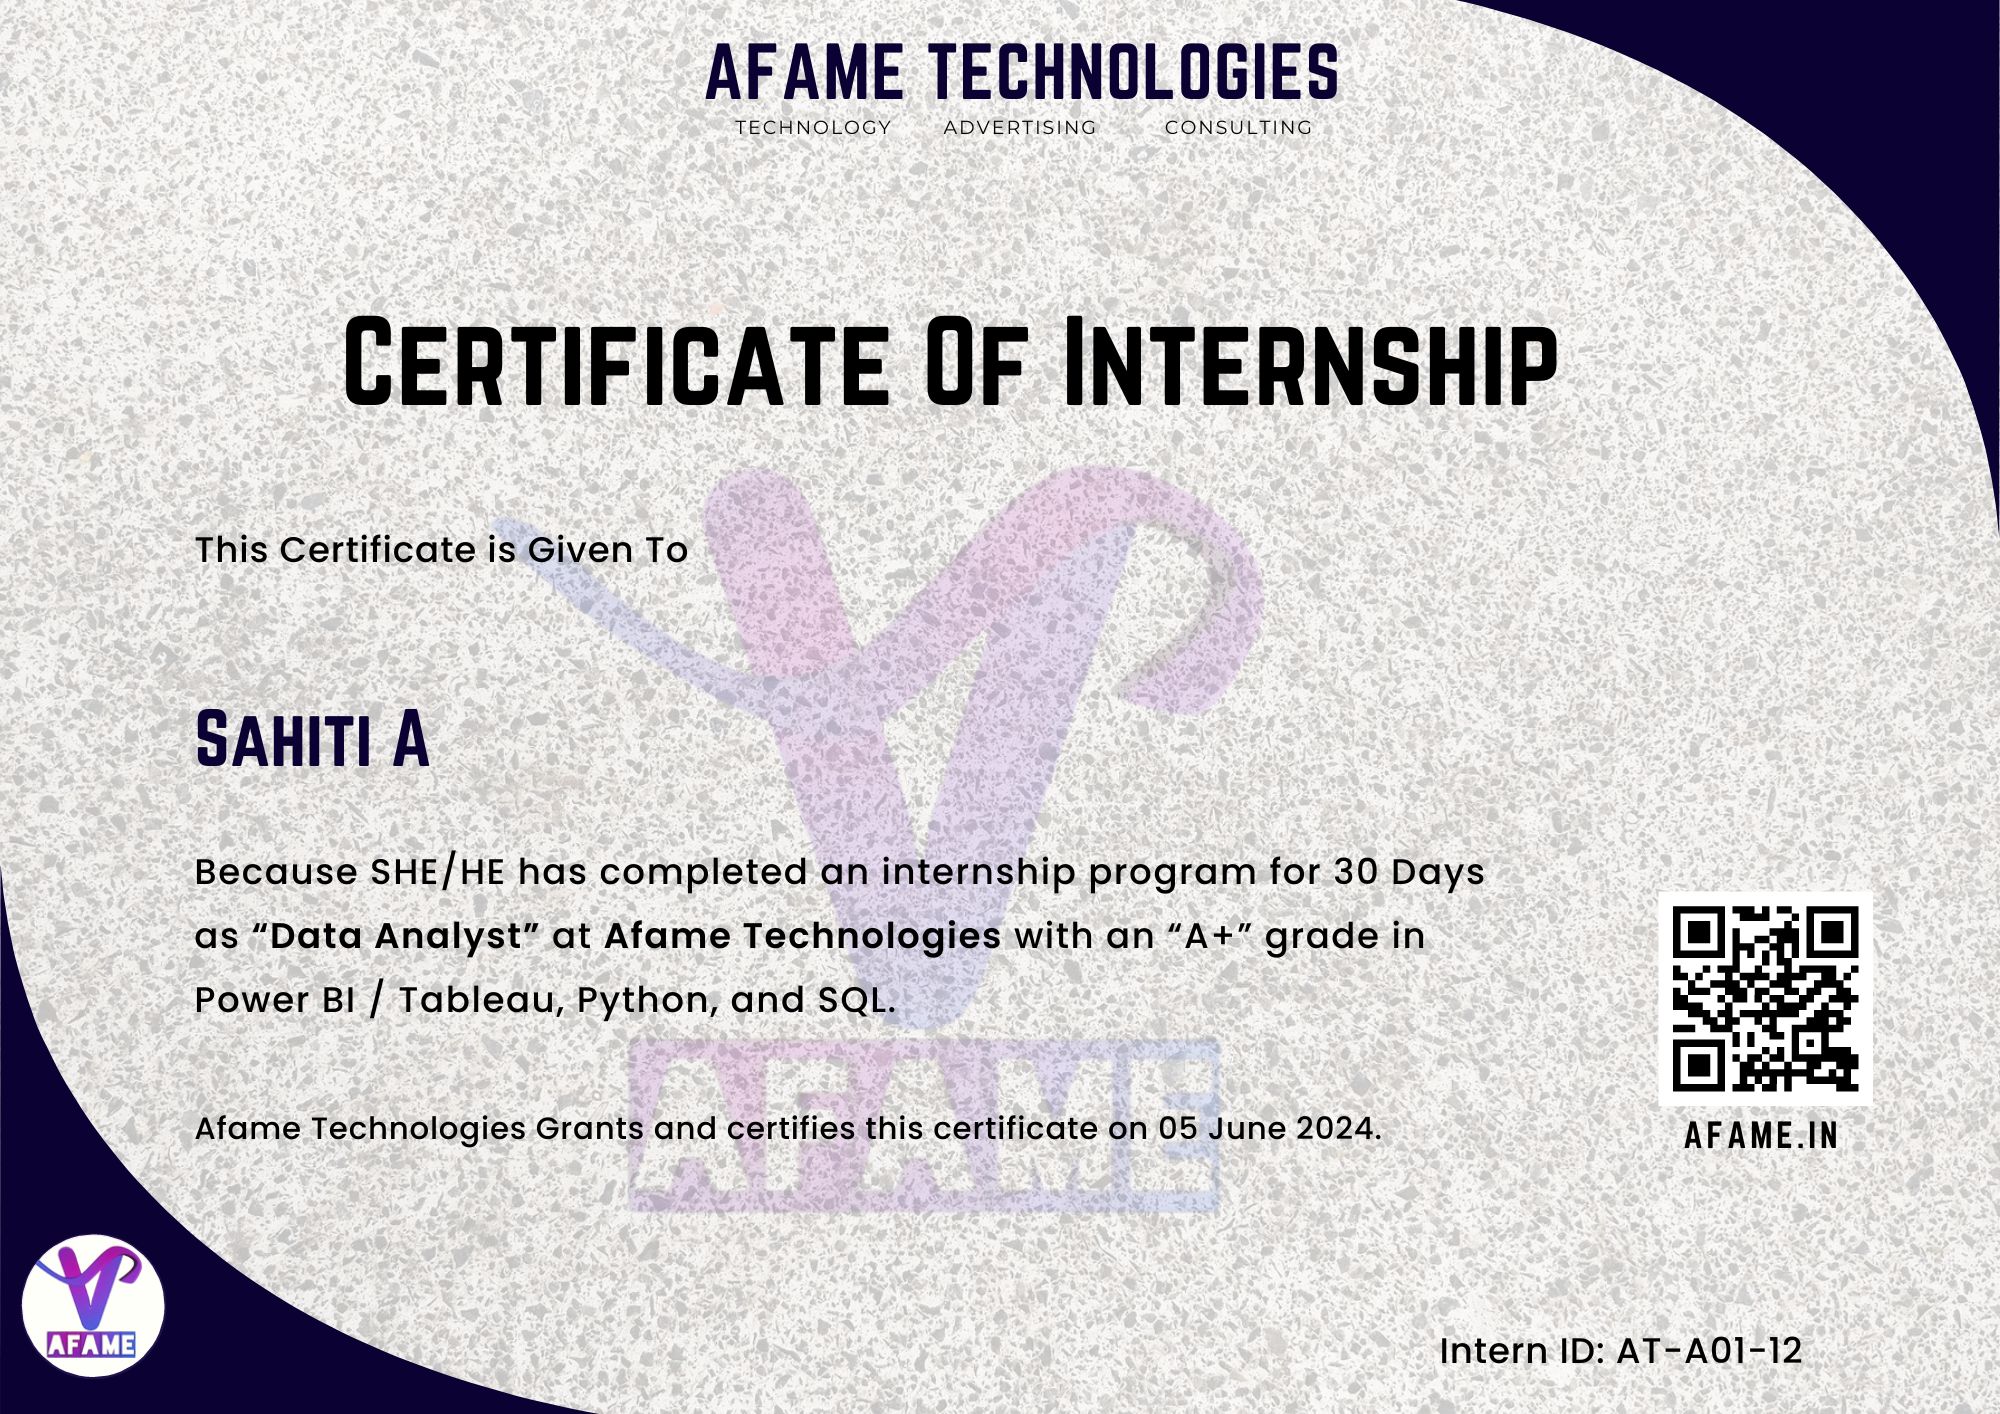 AFAME TECHNOLOGIES
TECHNOLOGY ADVERTISING CONSULTING
CERTIFICATE OF INTERNSHIP
This Certificate is Given To
SAHITI A
Because SHE/HE has completed an internship program for 30 Days
as “Data Analyst” at Afame Technologies with an “A+” grade in
Power BI / Tableau, Python, and SQL.
AFAME
Afame Technologies Grants and certifies this certificate on 05 June 2024.
AFAME.IN
AFAME
Intern ID: AT-A01-12